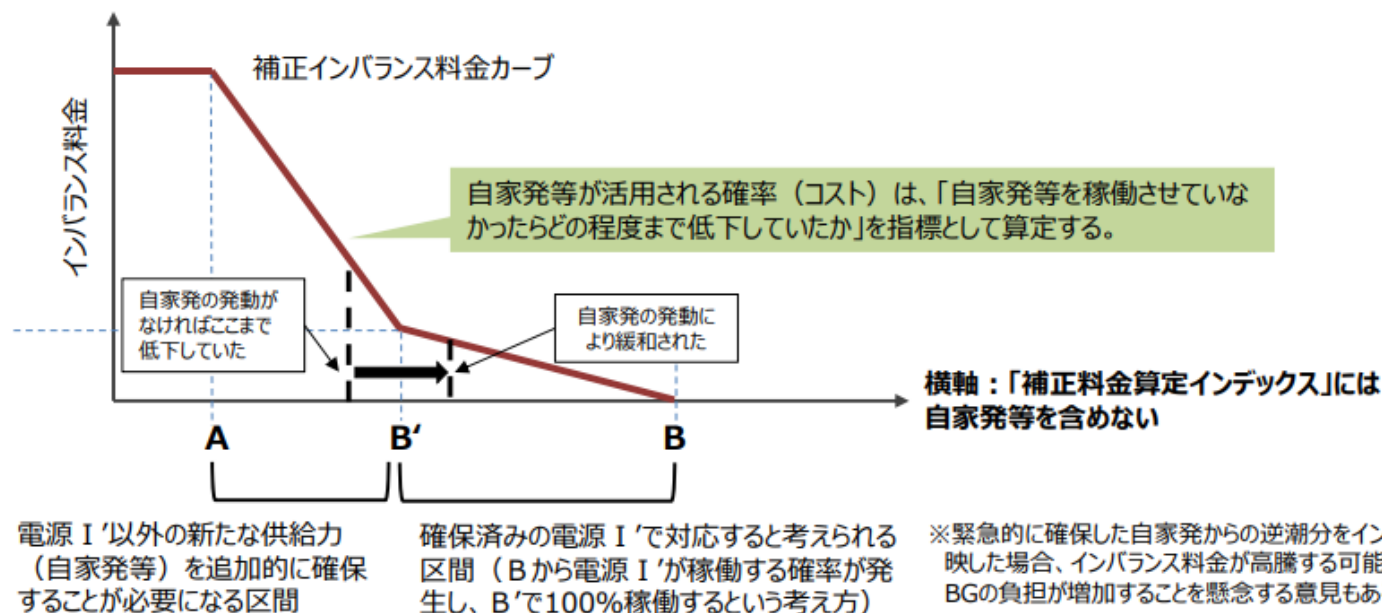 補正インバランス料金カーブ
インバランス料金
自家発等が活用される確率（コスト）は、「自家発等を稼働させていな
かったらどの程度まで低下していたか」を指標として算定する。
自家発の発動が
なければここまで
低下していた
自家発の発動に
より緩和された
横軸：「補正料金算定インデックス」には
自家発等を含めない
A
B‘
B
電源Ⅰ’以外の新たな供給力
（自家発等）を追加的に確保
することが必要になる区間
確保済みの電源Ⅰ’で対応すると考えられる
区間（Bから電源Ⅰ’が稼働する確率が発
生し、B’で100%稼働するという考え方）
※緊急的に確保した自家発からの逆潮分をイン
映した場合、インバランス料金が高騰する可能
BGの負担が増加することを懸念する意見もあ